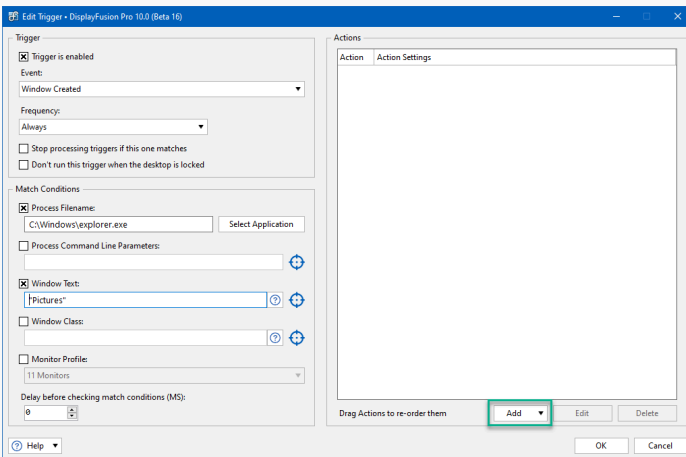 Edit Trigger • DisplayFusion Pro 10.0 (Beta 16)
Trigger
Trigger is enabled
Event:
Window Created
Frequency:
Always
Stop processing triggers if this one matches
Don't run this trigger when the desktop is locked
Match Conditions
Process Filename:
C:\Windows\explorer.exe
Select Application
Process Command Line Parameters:
Window Text:
"Pictures"
Window Class:
Monitor Profile:
11 Monitors
Delay before checking match conditions (MS):
0
Help
Actions
Action Action Settings
Drag Actions to re-order them
Add
Edit
Delete
OK
Cancel